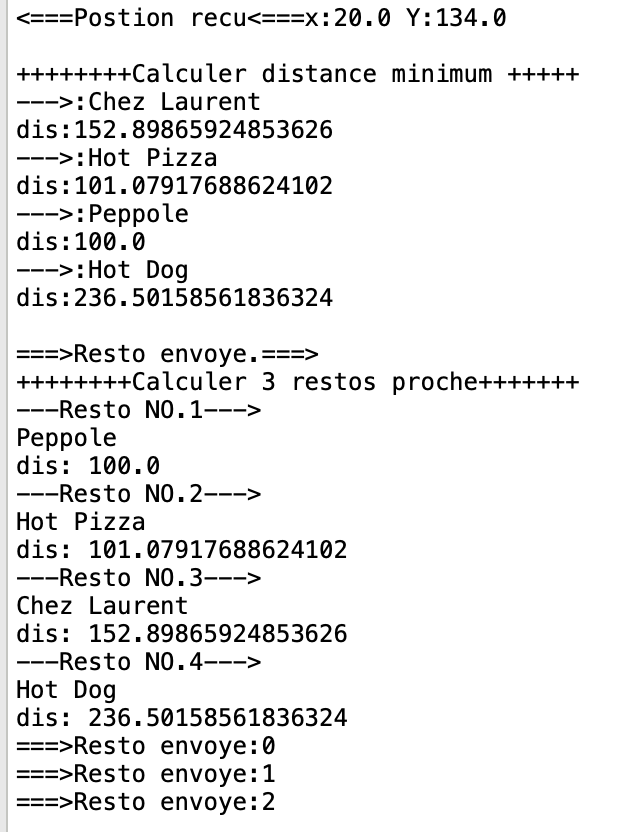 <===Postion recu<===x:20.0 Y:134.0
++++++++Calculer distance minimum +++++
--->:Chez Laurent
dis:152.89865924853626
--->:Hot Pizza
dis:101.07917688624102
--->:Peppole
dis:100.0
--->:Hot Dog
dis:236.50158561836324
===>Resto envoye.===>
++++++++Calculer 3 restos proche+++++++
---Resto NO.1--->
Peppole
dis: 100.0
---Resto NO.2--->
Hot Pizza
dis: 101.07917688624102
---Resto NO.3--->
Chez Laurent
dis: 152.89865924853626
---Resto NO.4--->
Hot Dog
dis: 236.50158561836324
===>Resto envoye:0
===>Resto envoye:1
===>Resto envoye:2